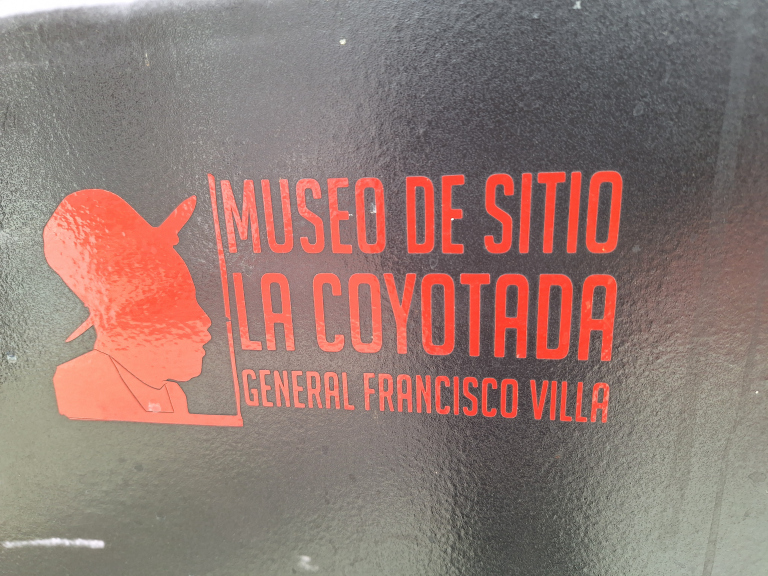 MUSEO DE SITIO
LA COYOTADA
GENERAL FRANCISCO VILLA